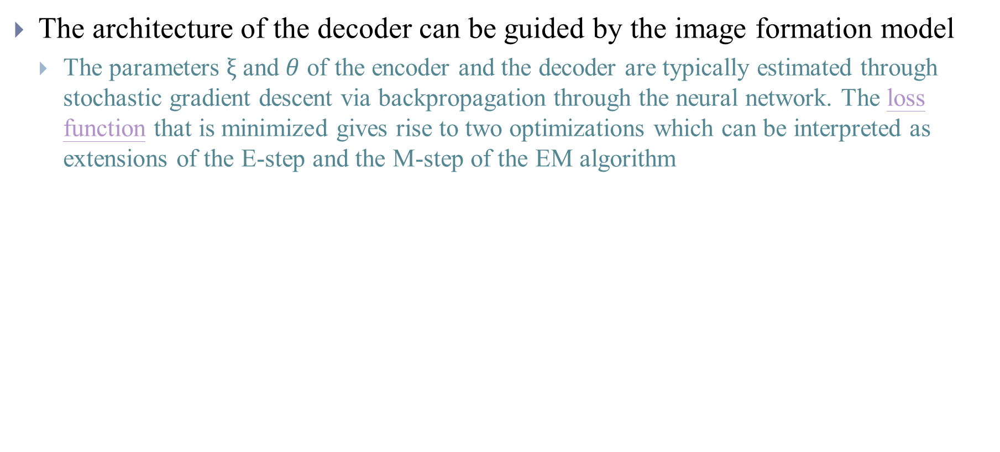 The architecture of the decoder can be guided by the image formation model
The parameters ξ and θ of the encoder and the decoder are typically estimated through
stochastic gradient descent via backpropagation through the neural network. The loss
function that is minimized gives rise to two optimizations which can be interpreted as
extensions of the E-step and the M-step of the EM algorithm